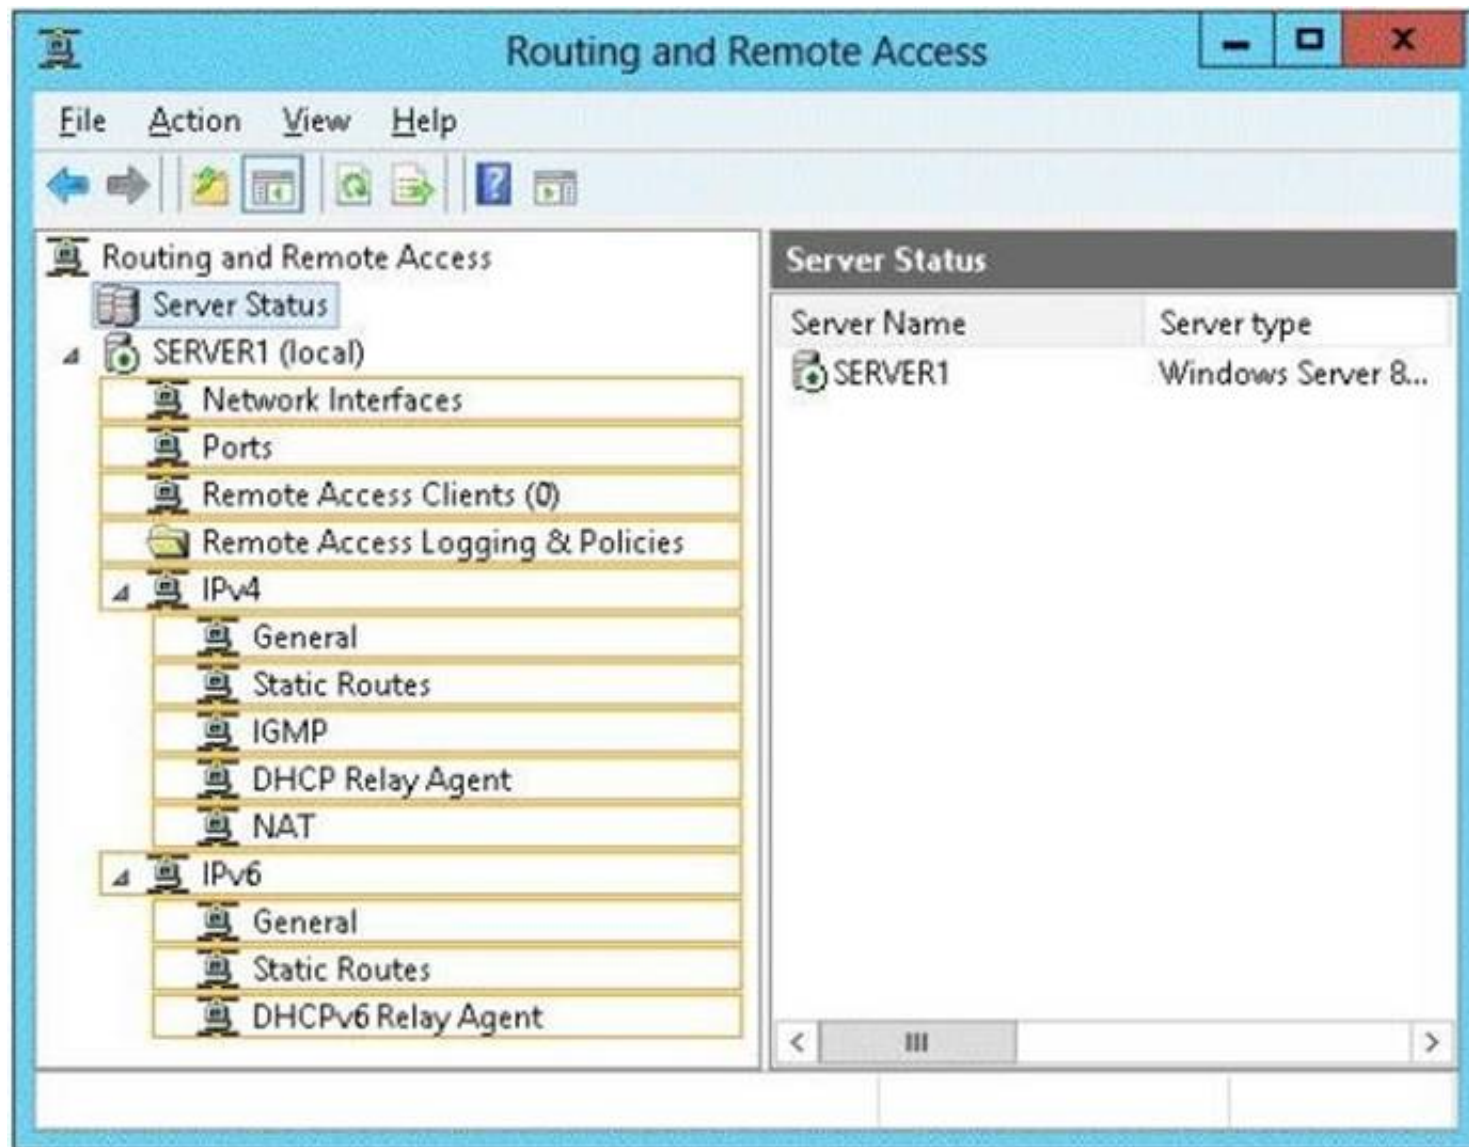 Routing and Remote Access
File Action View Help
Routing and Remote Access
Server Status
SERVER1 (local)
Network Interfaces
Ports
Remote Access Clients (0)
Remote Access Logging & Policies
IPv4
General
Static Routes
IGMP
DHCP Relay Agent
NAT
IPv6
General
Static Routes
DHCPv6 Relay Agent
Server Status
Server Name Server type
SERVER1 Windows Server 8...